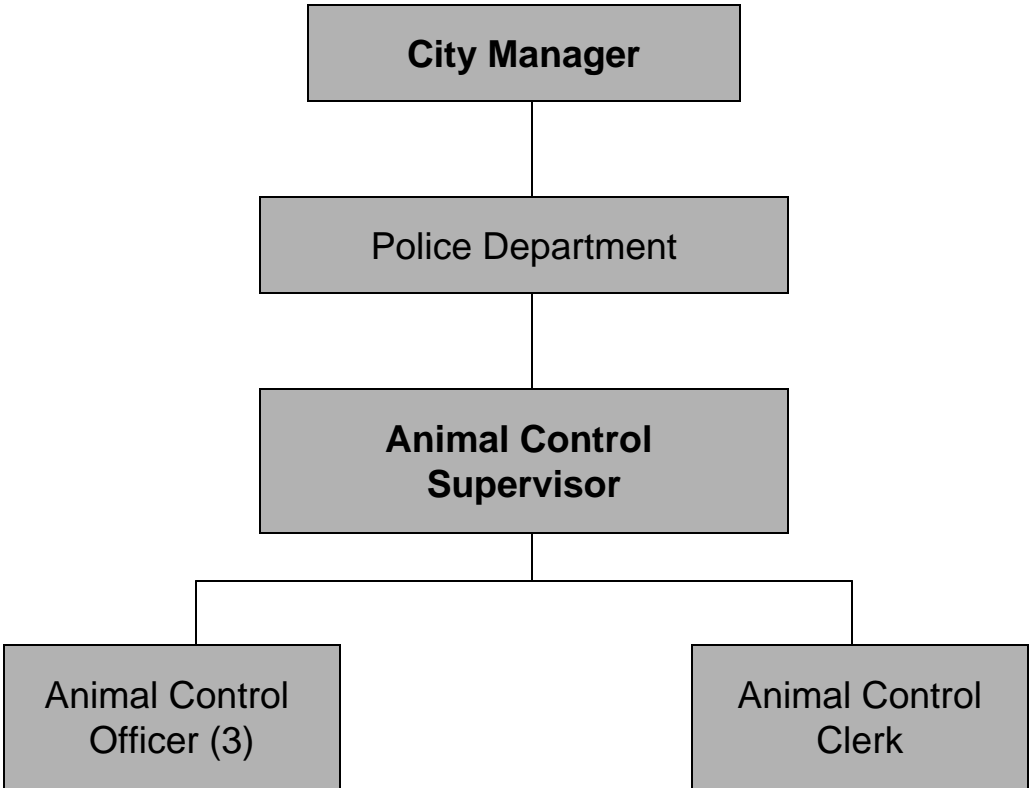 City Manager
Police Department
Animal Control
Supervisor
Animal Control
Officer (3)
Animal Control
Clerk